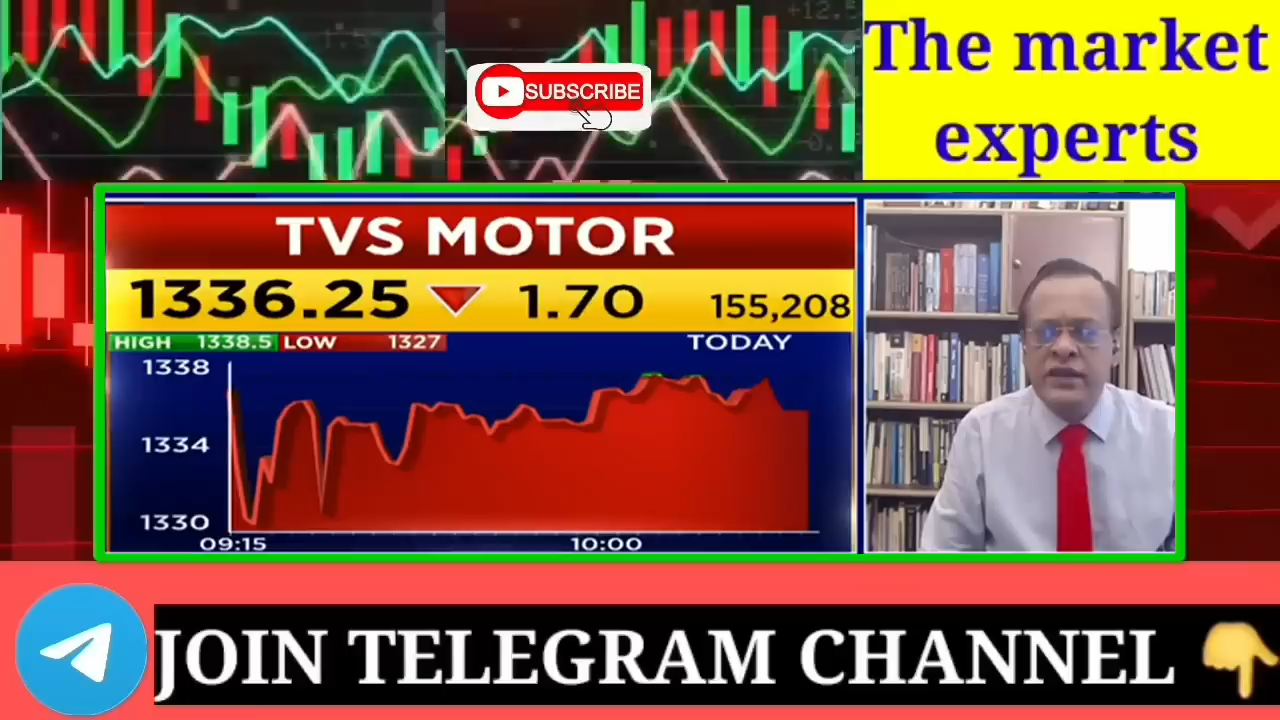 The market
experts
SUBSCRIBE
TVS MOTOR
1336.25 1.70 155,208
HIGH 1338.5 LOW 1327 TODAY
1338
1334
1330
09:15 10:00
JOIN TELEGRAM CHANNEL